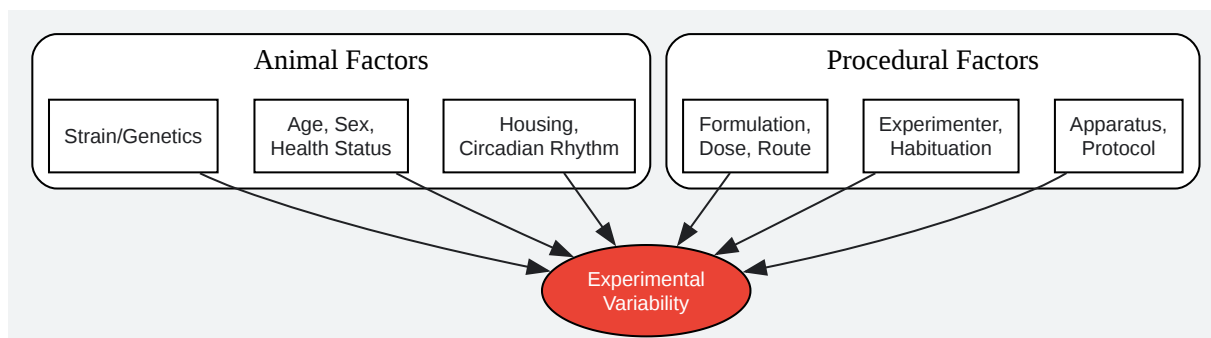 Animal Factors
Strain/Genetics
Age, Sex,
Health Status
Housing,
Circadian Rhythm
Procedural Factors
Formulation,
Dose, Route
Experimenter,
Habituation
Apparatus,
Protocol
Experimental
Variability